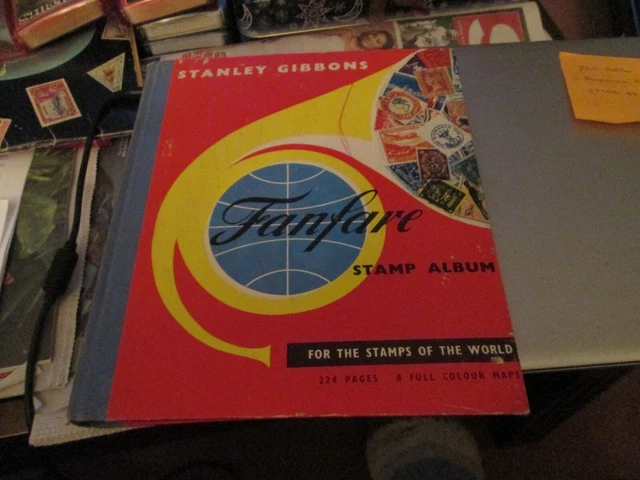 STANLEY GIBBONS
Fanfare
STAMP ALBUM
FOR THE STAMPS OF THE WORLD
224 PAGES 8 FULL COLOUR MAPS